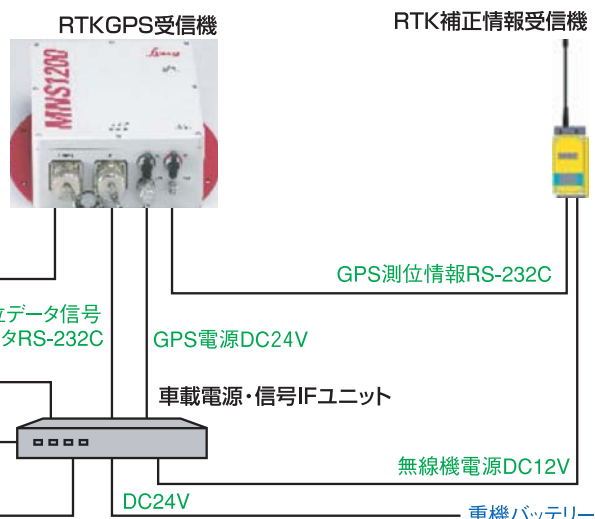 RTKGPS受信機
RTK補正情報受信機
MNS1200
GPS測位情報RS-232C
データ信号
タRS-232C
GPS電源DC24V
車載電源・信号IFユニット
無線機電源DC12V
DC24V
重機バッテリー